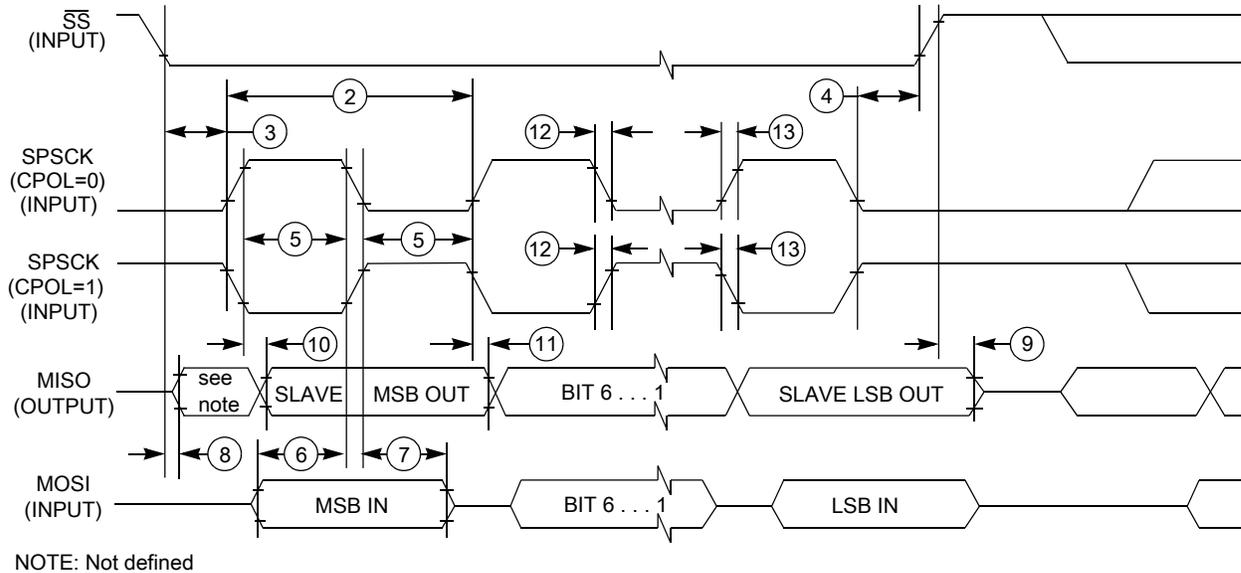 SS
(INPUT)
2
4
3
12
13
SPSCK
(CPOL=0)
(INPUT)
5
5
12
13
SPSCK
(CPOL=1)
(INPUT)
10
11
9
MISO
(OUTPUT)
see
note
SLAVE
MSB OUT
BIT 6 . . . 1
SLAVE LSB OUT
8
6
7
MOSI
(INPUT)
MSB IN
BIT 6 . . . 1
LSB IN
NOTE: Not defined